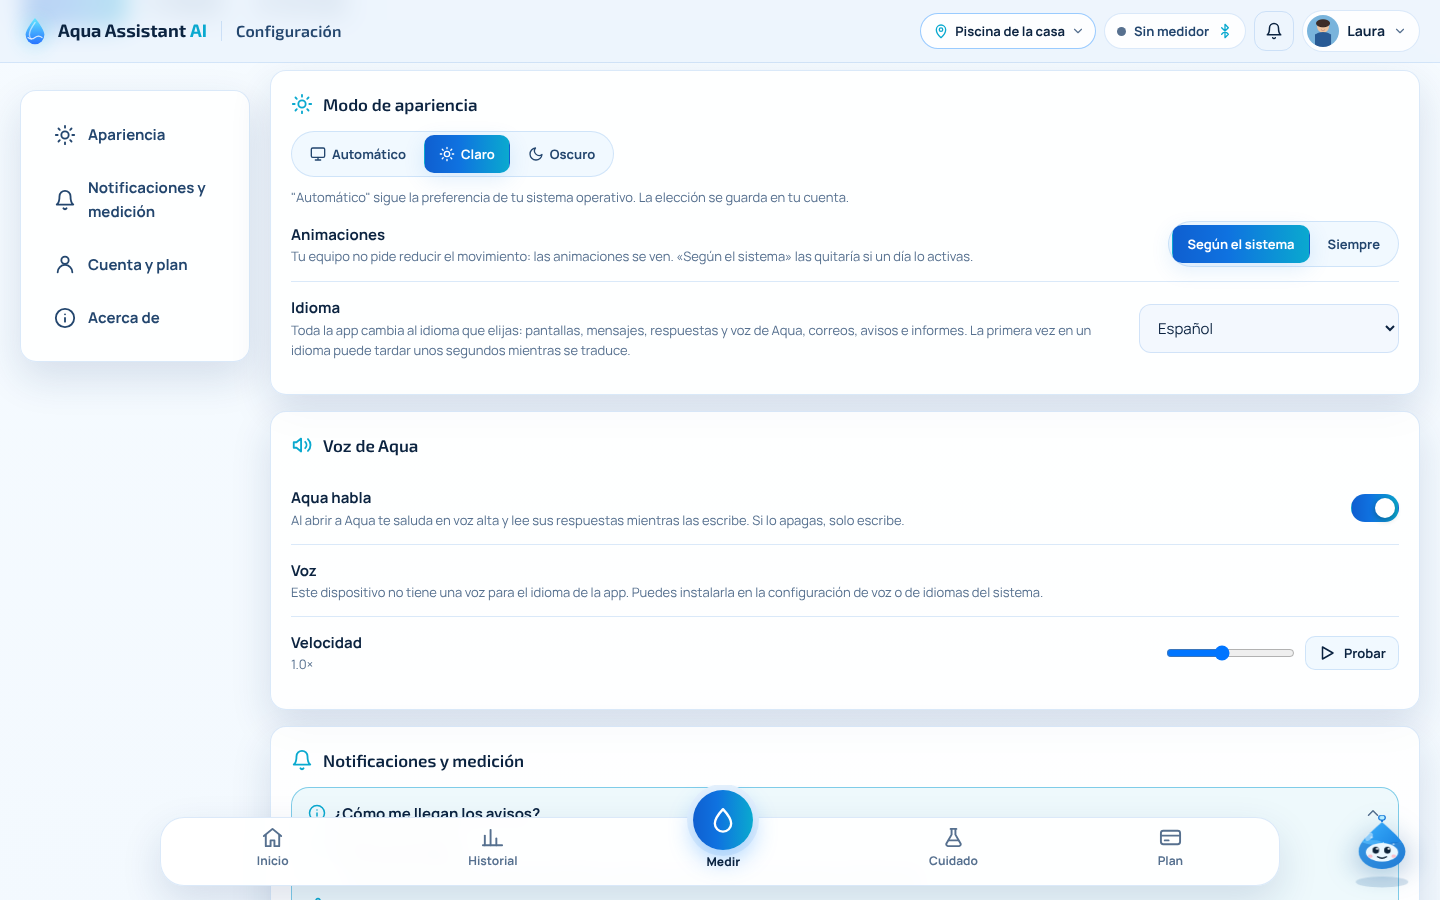 Aqua Assistant AI
Configuración
Piscina de la casa
Sin medidor
Laura
Apariencia
Notificaciones y
medición
Cuenta y plan
Acerca de
Modo de apariencia
Automático
Claro
Oscuro
"Automático" sigue la preferencia de tu sistema operativo. La elección se guarda en tu cuenta.
Animaciones
Tu equipo no pide reducir el movimiento: las animaciones se ven. «Según el sistema» las quitaría si un día lo activas.
Según el sistema
Siempre
Idioma
Toda la app cambia al idioma que elijas: pantallas, mensajes, respuestas y voz de Aqua, correos, avisos e informes. La primera vez en un
idioma puede tardar unos segundos mientras se traduce.
Español
Voz de Aqua
Aqua habla
Al abrir a Aqua te saluda en voz alta y lee sus respuestas mientras las escribe. Si lo apagas, solo escribe.
Voz
Este dispositivo no tiene una voz para el idioma de la app. Puedes instalarla en la configuración de voz o de idiomas del sistema.
Velocidad
1.0×
Probar
Notificaciones y medición
¿Cómo me llegan los avisos?
Inicio
Historial
Medir
Cuidado
Plan